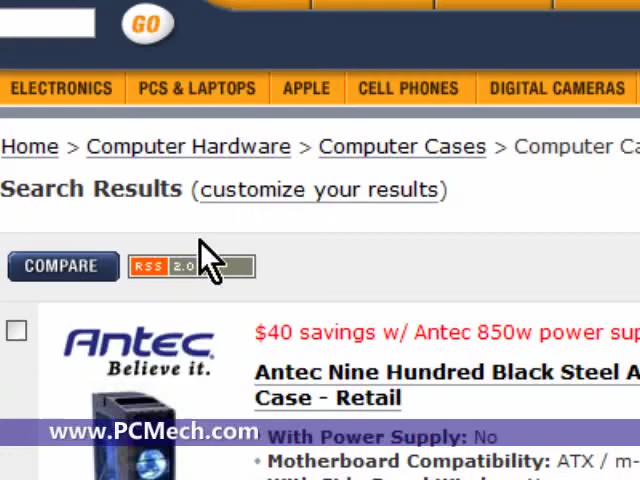 GO
ELECTRONICS PCS & LAPTOPS APPLE CELL PHONES DIGITAL CAMERAS
Home > Computer Hardware > Computer Cases > Computer Ca
Search Results (customize your results)
COMPARE RSS 2.0
$40 savings w/ Antec 850w power sup
Antec
Believe it.
Antec Nine Hundred Black Steel A
Case - Retail
www.PCMech.com
• With Power Supply: No
• Motherboard Compatibility: ATX / m-